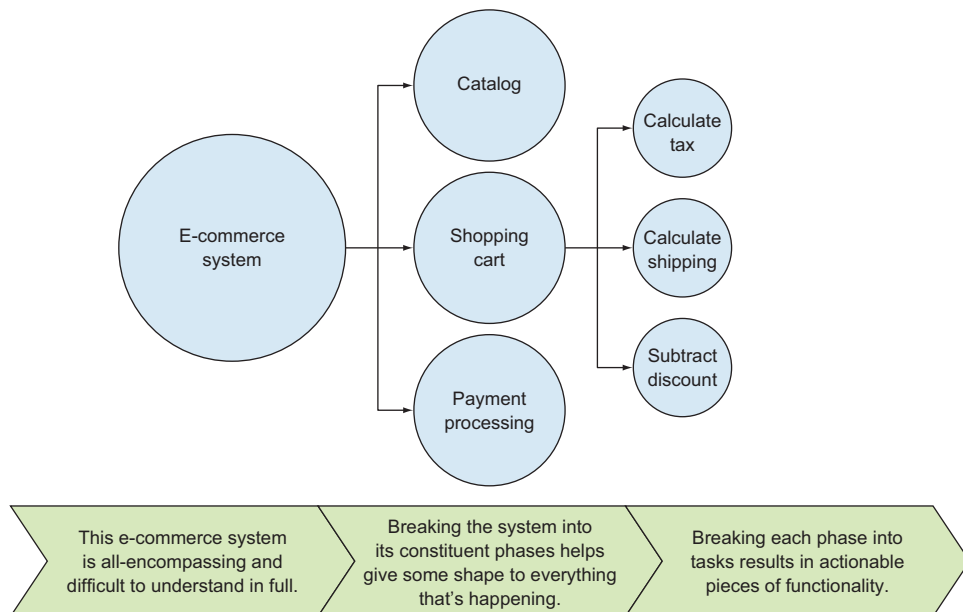 E-commerce
system
Catalog
Shopping
cart
Payment
processing
Calculate
tax
Calculate
shipping
Subtract
discount
This e-commerce system
is all-encompassing and
difficult to understand in full.
Breaking the system into
its constituent phases helps
give some shape to everything
that’s happening.
Breaking each phase into
tasks results in actionable
pieces of functionality.